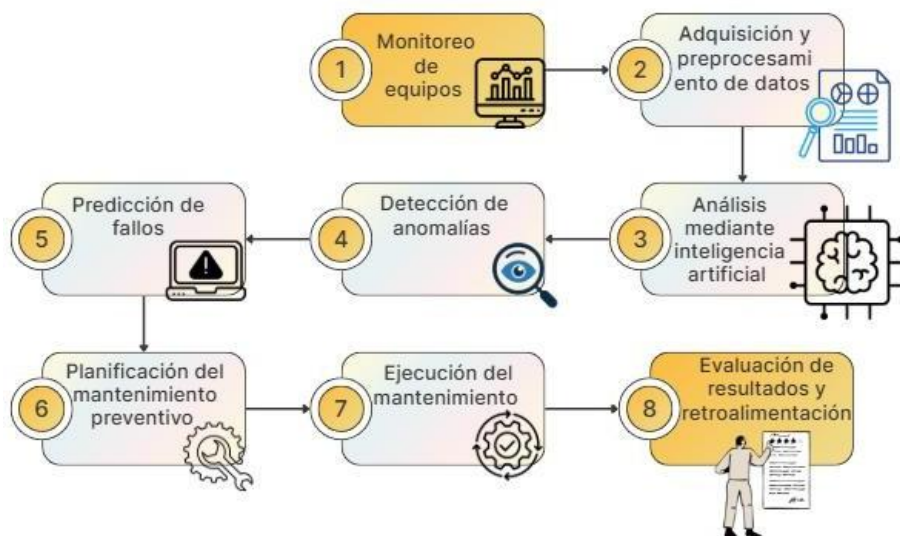 1
Monitoreo
de
equipos
2
Adquisición y
preprocesami
ento de datos
3
Análisis
mediante
inteligencia
artificial
4
Detección de
anomalías
5
Predicción de
fallos
6
Planificación del
mantenimiento
preventivo
7
Ejecución del
mantenimiento
8
Evaluación de
resultados y
retroalimentación